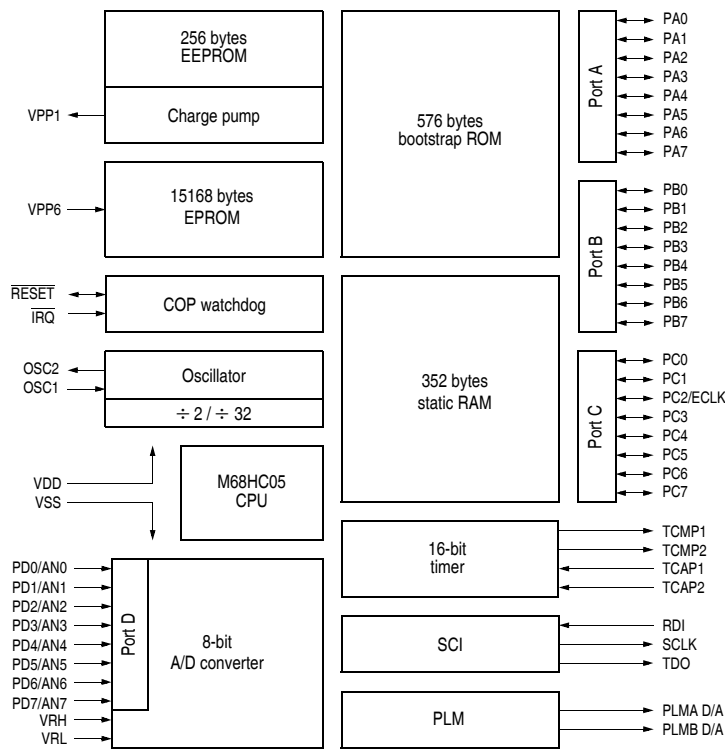 256 bytes
EEPROM
Charge pump
VPP1
15168 bytes
EPROM
VPP6
RESET
IRQ
COP watchdog
OSC2
OSC1
Oscillator
÷ 2 / ÷ 32
VDD
VSS
M68HC05
CPU
PD0/AN0
PD1/AN1
PD2/AN2
PD3/AN3
PD4/AN4
PD5/AN5
PD6/AN6
PD7/AN7
VRH
VRL
Port D
8-bit
A/D converter
576 bytes
bootstrap ROM
352 bytes
static RAM
16-bit
timer
SCI
PLM
Port A
PA0
PA1
PA2
PA3
PA4
PA5
PA6
PA7
Port B
PB0
PB1
PB2
PB3
PB4
PB5
PB6
PB7
Port C
PC0
PC1
PC2/ECLK
PC3
PC4
PC5
PC6
PC7
TCMP1
TCMP2
TCAP1
TCAP2
RDI
SCLK
TDO
PLMA D/A
PLMB D/A